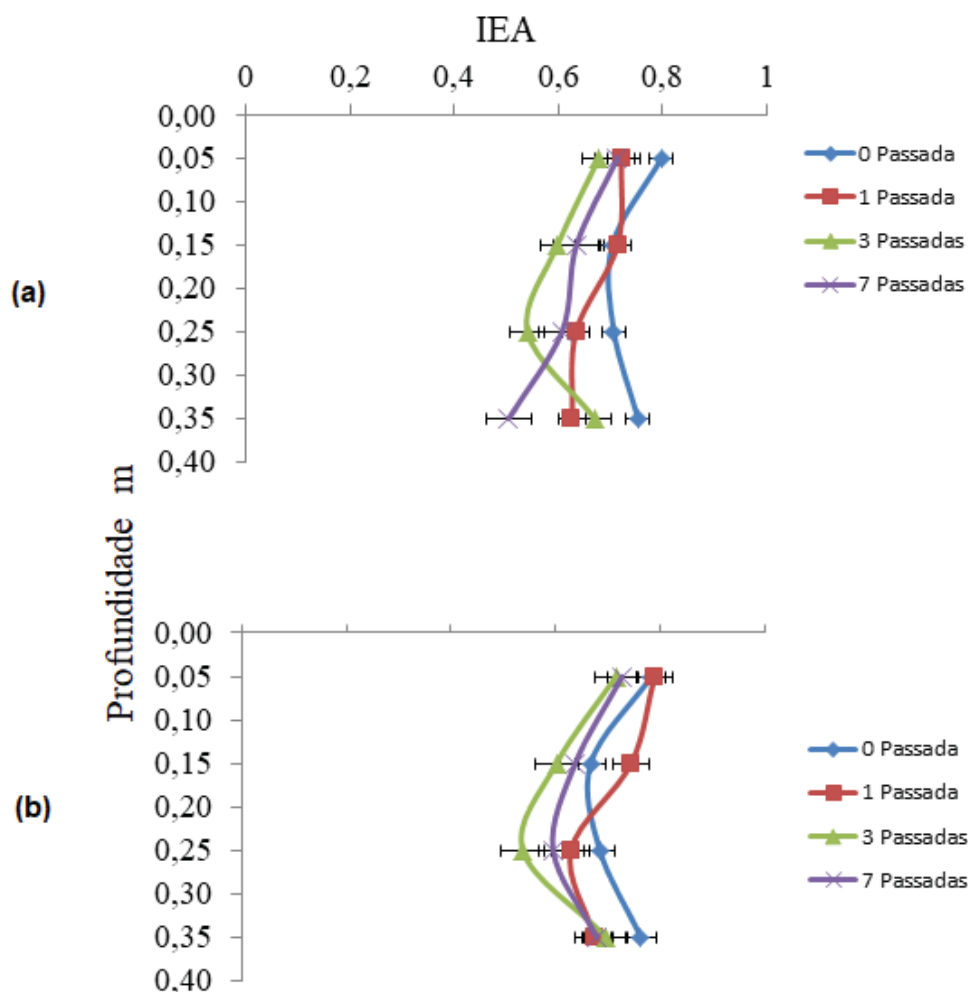 IEA
0 0,2 0,4 0,6 0,8 1
0,00
0,05
0,10
0,15
0,20
0,25
0,30
0,35
0,40
0 Passada
1 Passada
3 Passadas
7 Passadas
(a)
Profundidade m
0,00
0,05
0,10
0,15
0,20
0,25
0,30
0,35
0,40
0 Passada
1 Passada
3 Passadas
7 Passadas
(b)